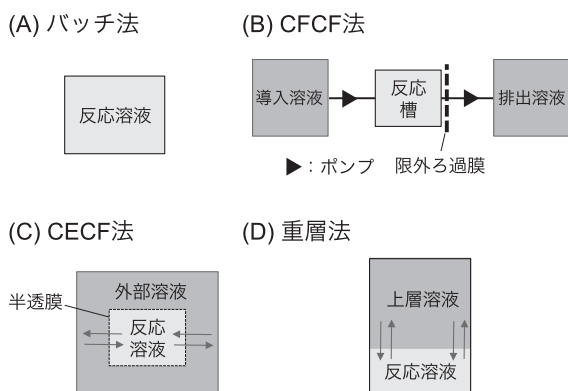 (A) バッチ法
反応溶液
(B) CFCF法
導入溶液
反応
槽
排出溶液
▶：ポンプ
限外ろ過膜
(C) CECF法
半透膜
外部溶液
反応
溶液
(D) 重層法
上層溶液
反応溶液